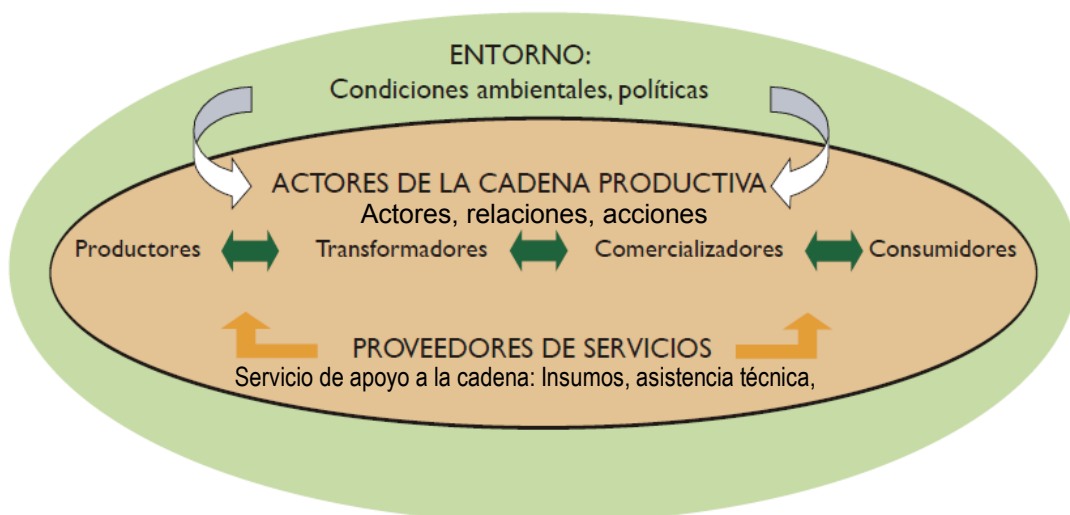 ENTORNO:
Condiciones ambientales, políticas
ACTORES DE LA CADENA PRODUCTIVA
Actores, relaciones, acciones
Productores Transformadores Comercializadores Consumidores
PROVEEDORES DE SERVICIOS
Servicio de apoyo a la cadena: Insumos, asistencia técnica,